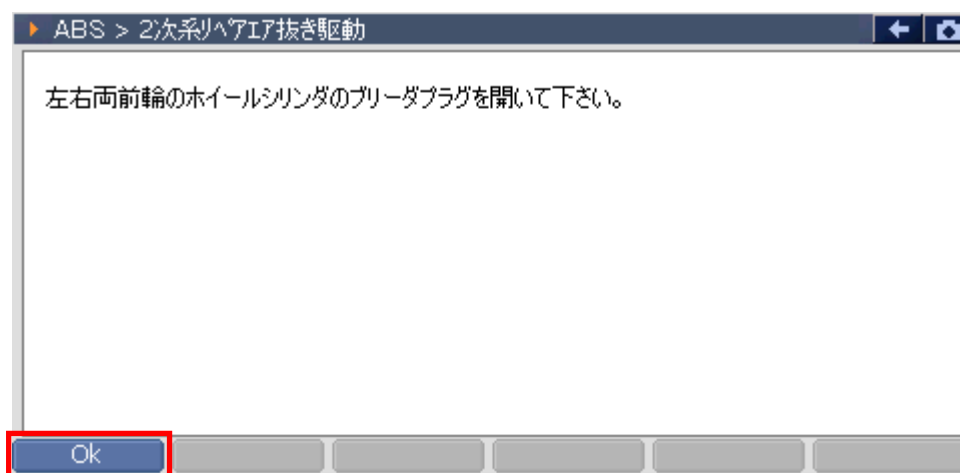 ABS > 2次系リペアエア抜き駆動
左右両前輪のホイールシリンダのブリーダプラグを開いて下さい。
Ok